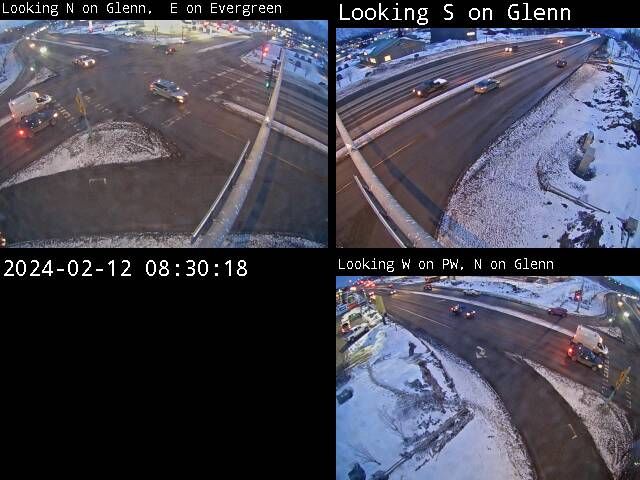 Looking N on Glenn,  E on Evergreen
Looking S on Glenn
2024-02-12 08:30:18
Looking W on PW, N on Glenn